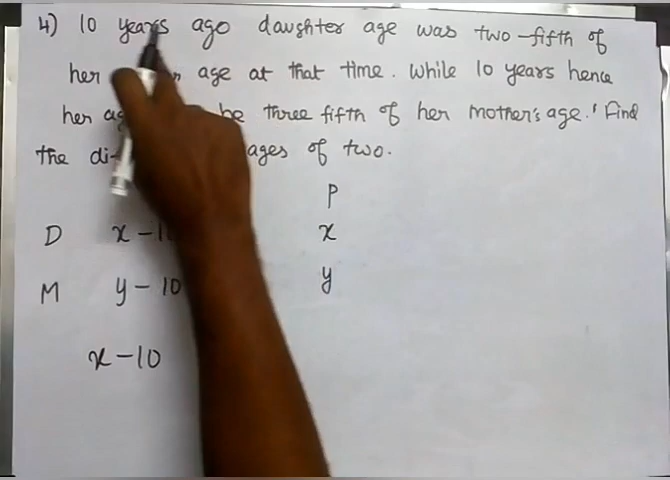 4) 10 years ago daughter age was two-fifth of
her age at that time. While 10 years hence
her be three fifth of her mother's age. Find
the ages of two.
P
D x - x
M y - 10 y
x - 10